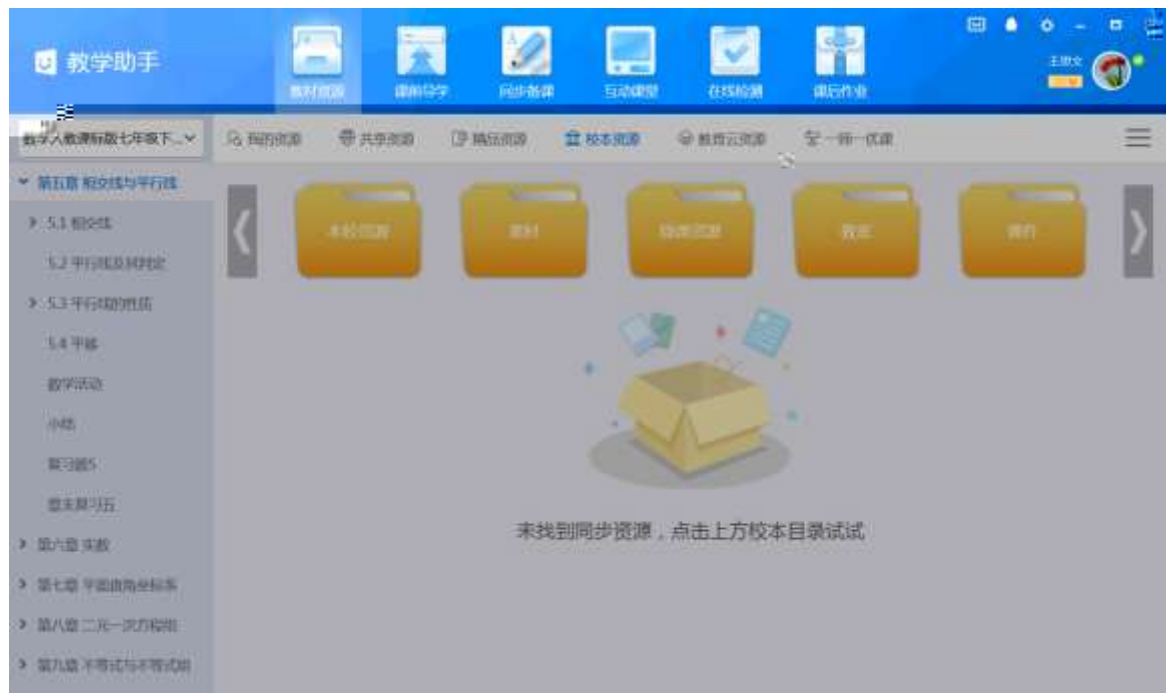 教学助手
教材资源 课前导学 同步备课 互动课堂 在线检测 课后作业
数学人教课标版七年级下...
我的资源 共享资源 精品资源 校本资源 教育云资源 一师一优课
第五章 相交线与平行线
5.1 相交线
5.2 平行线及其判定
5.3 平行线的性质
5.4 平移
教学活动
小结
复习题5
章末复习五
第六章 实数
第七章 平面直角坐标系
第八章 二元一次方程组
第九章 不等式与不等式组
本校资源 素材 教案 课件
未找到同步资源，点击上方校本目录试试